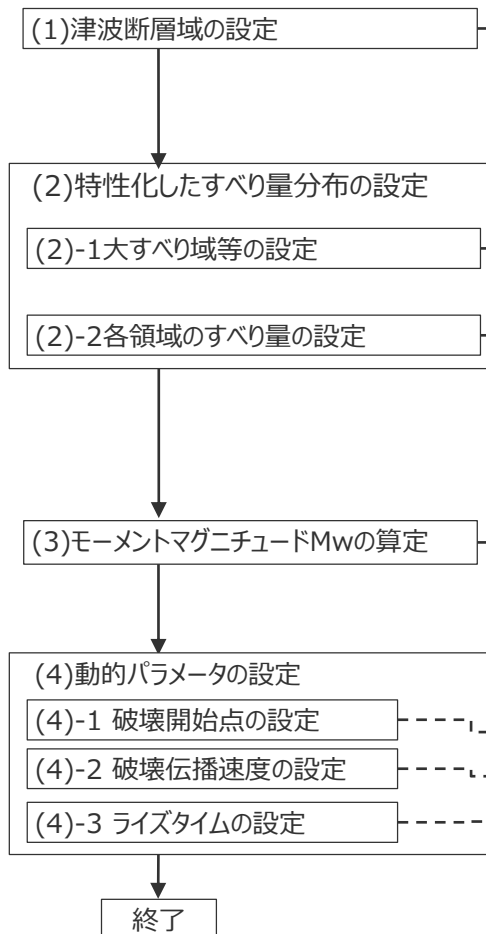 (1)津波断層域の設定
(2)特性化したすべり量分布の設定
(2)-1大すべり域等の設定
(2)-2各領域のすべり量の設定
(3)モーメントマグニチュードMwの算定
(4)動的パラメータの設定
(4)-1 破壊開始点の設定
(4)-2 破壊伝播速度の設定
(4)-3 ライズタイムの設定
終了